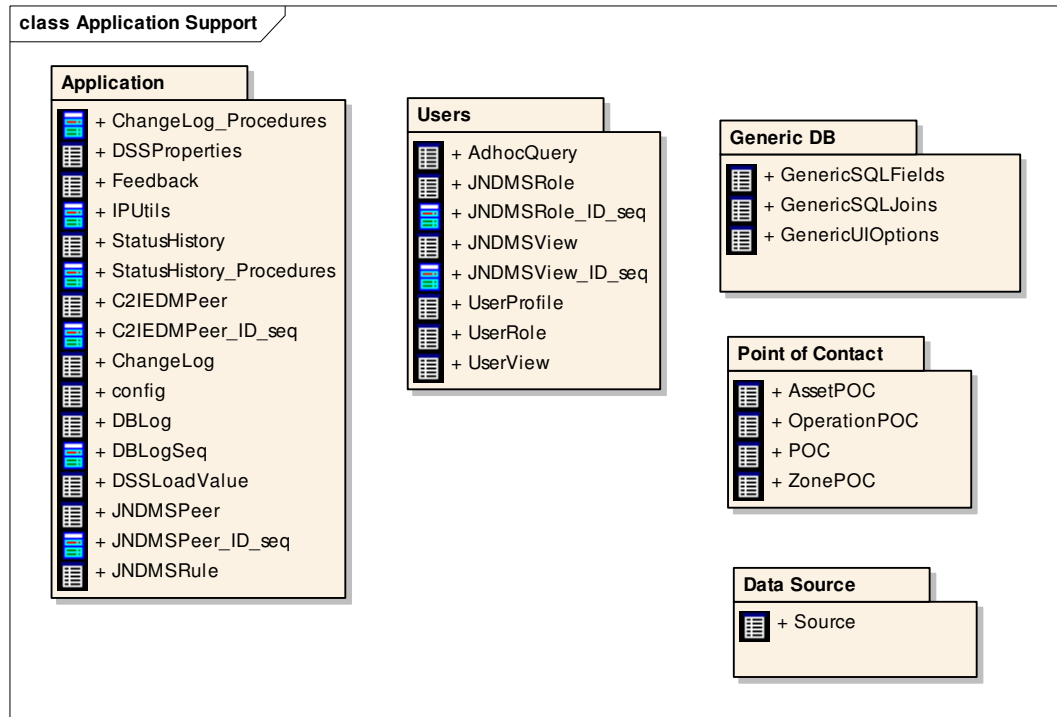 class Application Support
Application
+ ChangeLog_Procedures
+ DSSProperties
+ Feedback
+ IPUtils
+ StatusHistory
+ StatusHistory_Procedures
+ C2IEDMPeer
+ C2IEDMPeer_ID_seq
+ ChangeLog
+ config
+ DBLog
+ DBLogSeq
+ DSSLoadValue
+ JNDMSPeer
+ JNDMSPeer_ID_seq
+ JNDMSRule
Users
+ AdhocQuery
+ JNDMSRole
+ JNDMSRole_ID_seq
+ JNDMSView
+ JNDMSView_ID_seq
+ UserProfile
+ UserRole
+ UserView
Generic DB
+ GenericSQLFields
+ GenericSQLJoins
+ GenericUIOptions
Point of Contact
+ AssetPOC
+ OperationPOC
+ POC
+ ZonePOC
Data Source
+ Source